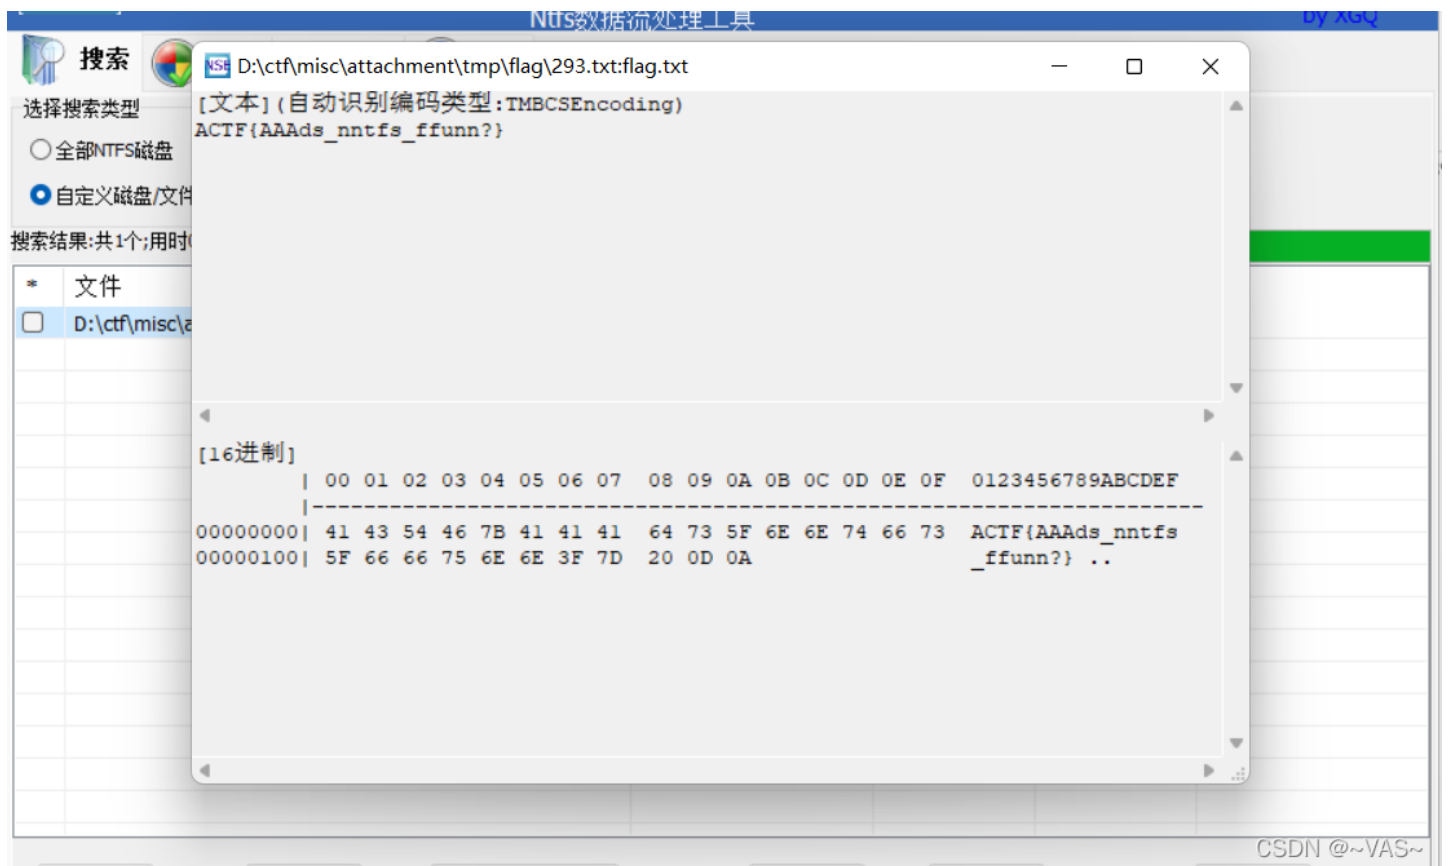 Ntfs数据流处理工具
by XGQ
搜索
D:\ctf\misc\attachment\tmp\flag\293.txt:flag.txt
选择搜索类型
[文本](自动识别编码类型:TMBCSEncoding)
ACTF{AAAds_nntfs_ffunn?}
全部NTFS磁盘
自定义磁盘/文件
搜索结果:共1个;用时
* 文件
D:\ctf\misc\a
[16进制]
| 00 01 02 03 04 05 06 07 08 09 0A 0B 0C 0D 0E 0F 0123456789ABCDEF
|---------------------------------------------------------------------
00000000| 41 43 54 46 7B 41 41 41 64 73 5F 6E 6E 74 66 73 ACTF{AAAds_nntfs
00000100| 5F 66 66 75 6E 6E 3F 7D 20 0D 0A _ffunn?} ..
CSDN @~VAS~